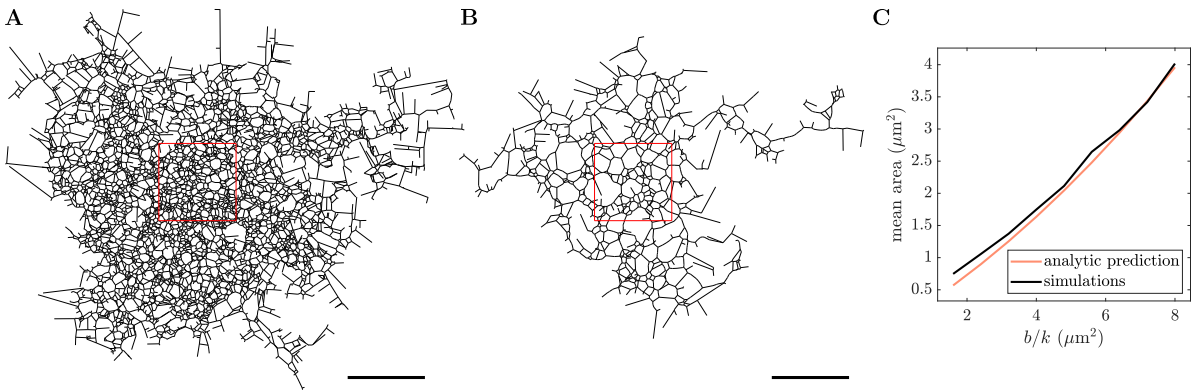 A
B
C
mean area (μm²)
4
3.5
3
2.5
2
1.5
1
0.5
analytic prediction
simulations
2
4
6
8
b/k (μm²)